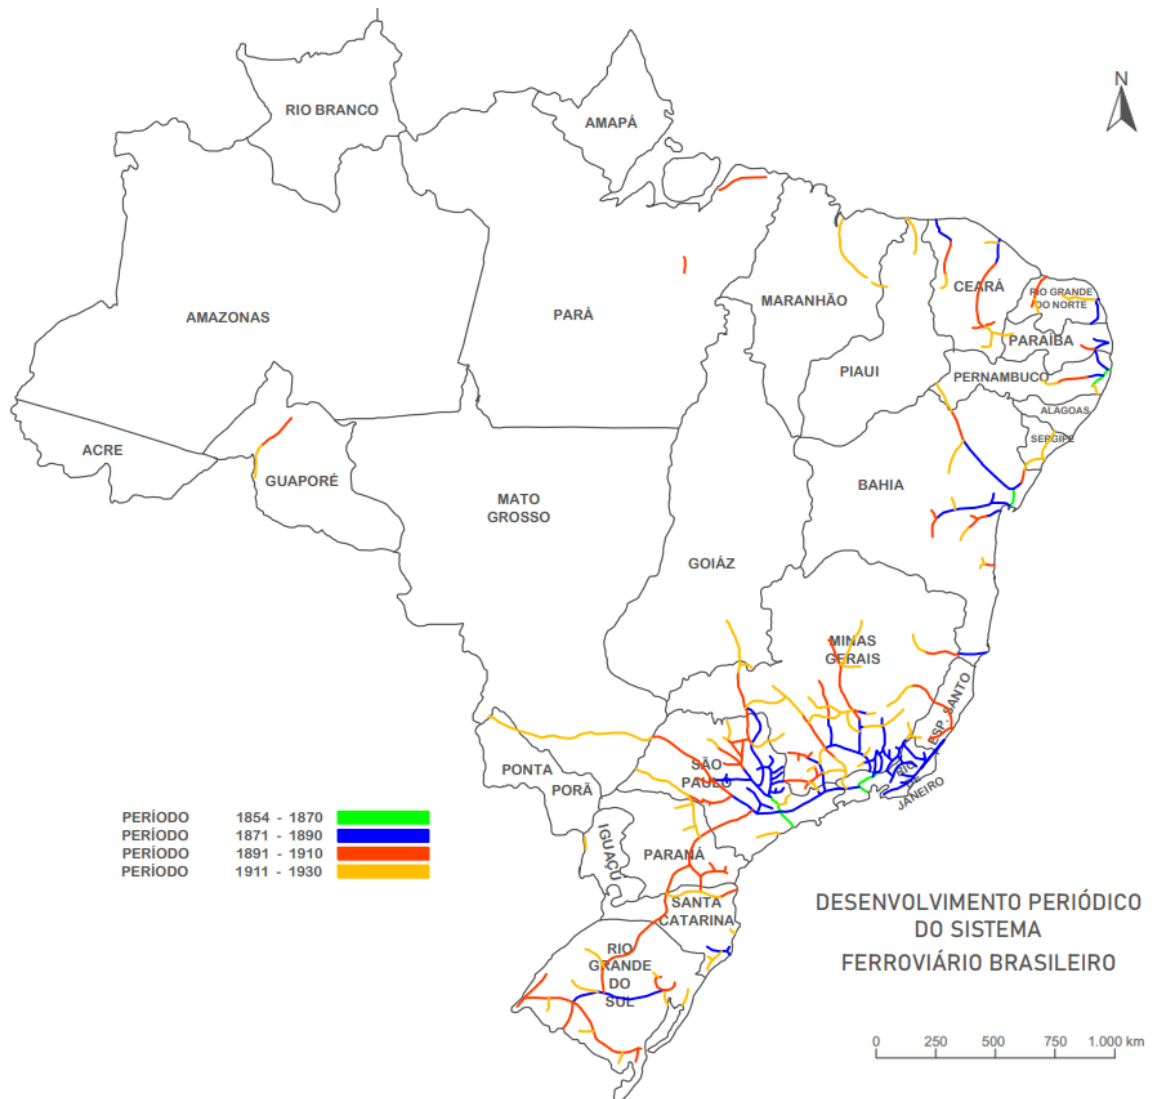 N
RIO BRANCO
AMAPÁ
AMAZONAS
PARÁ
MARANHÃO
CEARÁ
RIO GRANDE
DO NORTE
PARAÍBA
PIAUI
PERNAMBUCO
ALAGOAS
SERGIPE
ACRE
GUAPORÉ
MATO
GROSSO
BAHIA
GOIÁZ
MINAS
GERAIS
ESP. SANTO
RIO
DE
JANEIRO
SÃO
PAULO
PONTA
PORÃ
IGUAÇU
PARANÁ
SANTA
CATARINA
RIO
GRANDE
DO
SUL
PERÍODO 1854 - 1870
PERÍODO 1871 - 1890
PERÍODO 1891 - 1910
PERÍODO 1911 - 1930
DESENVOLVIMENTO PERIÓDICO
DO SISTEMA
FERROVIÁRIO BRASILEIRO
0 250 500 750 1.000 km